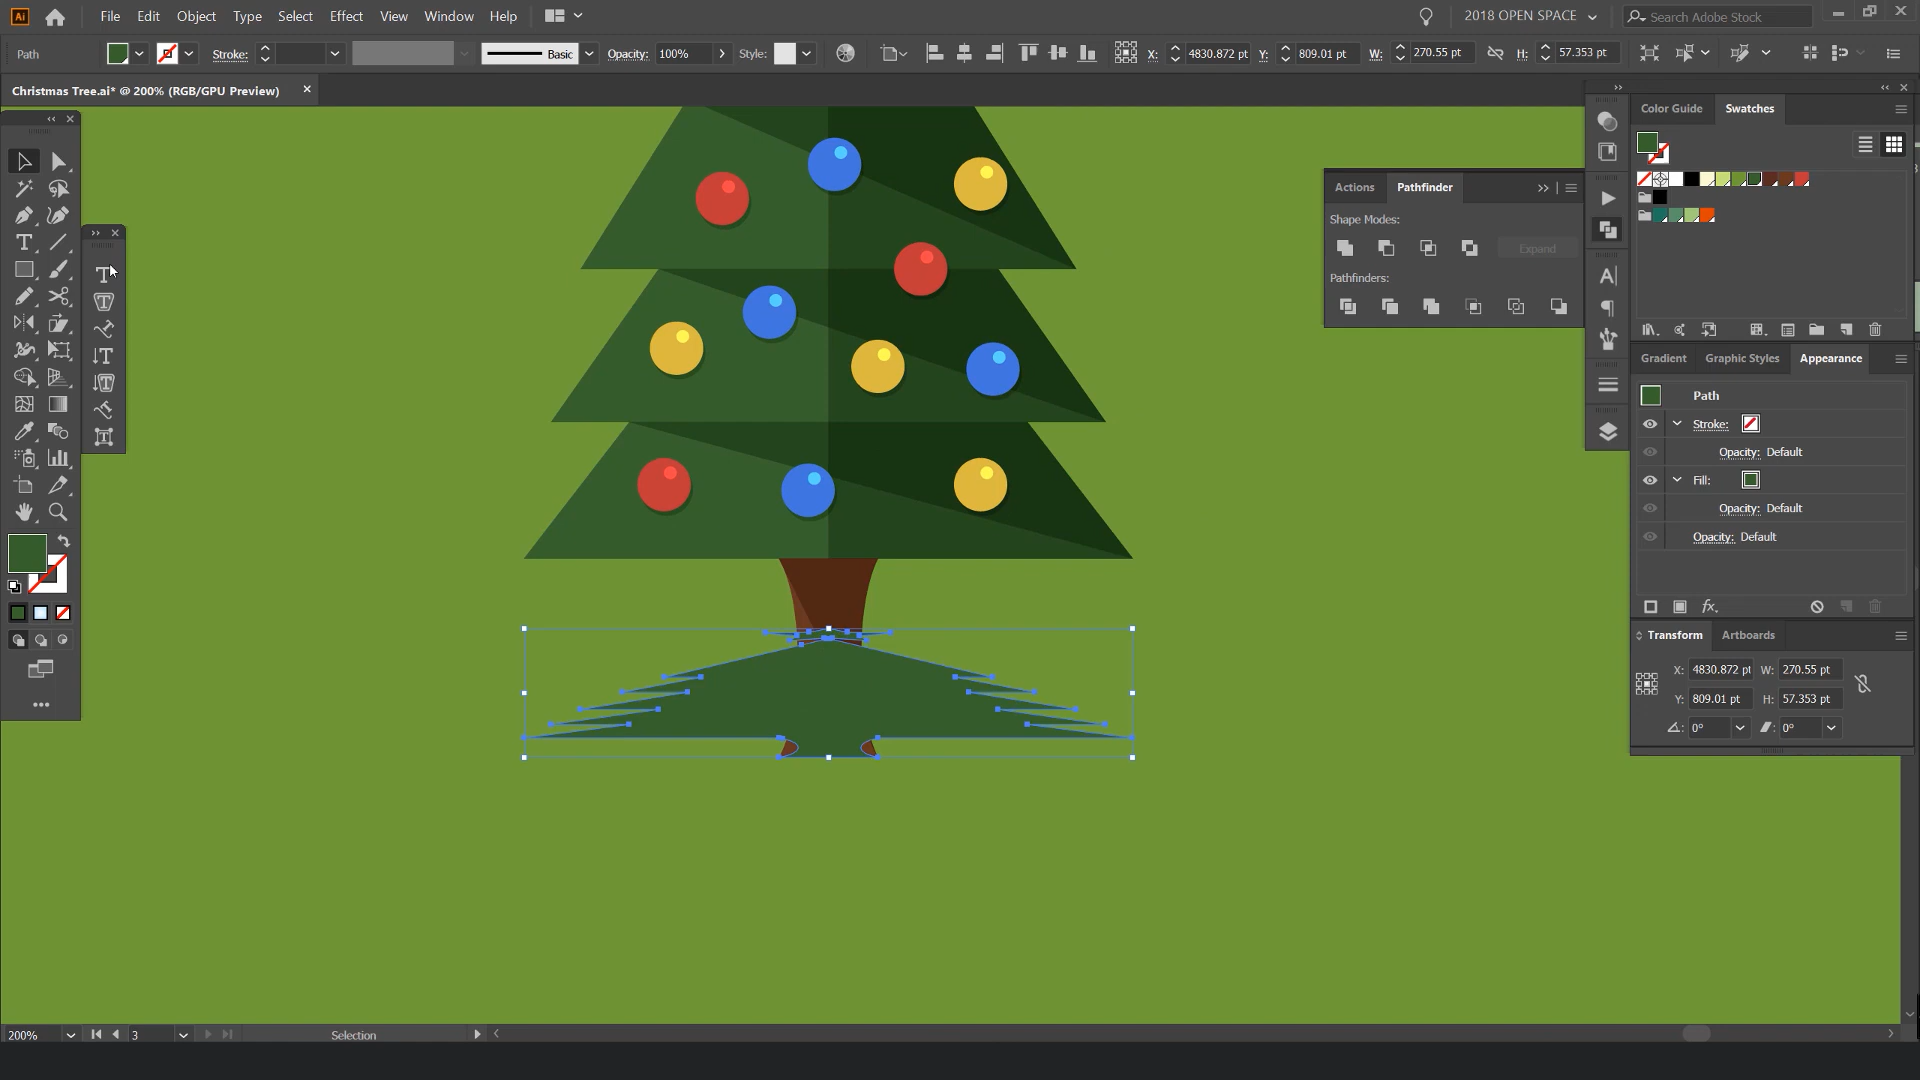 Ai File Edit Object Type Select Effect View Window Help 2018 OPEN SPACE Search Adobe Stock
Path Stroke: Basic Opacity: 100% Style: X: 4830.872 pt Y: 809.01 pt W: 270.55 pt H: 57.353 pt
Christmas Tree.ai* @ 200% (RGB/GPU Preview)
Color Guide Swatches
Actions Pathfinder
Shape Modes:
Expand
Pathfinders:
Gradient Graphic Styles Appearance
Path
Stroke:
Opacity: Default
Fill:
Opacity: Default
Opacity: Default
fx.
Transform Artboards
X: 4830.872 pt W: 270.55 pt
Y: 809.01 pt H: 57.353 pt
0° 0°
200% 3 Selection